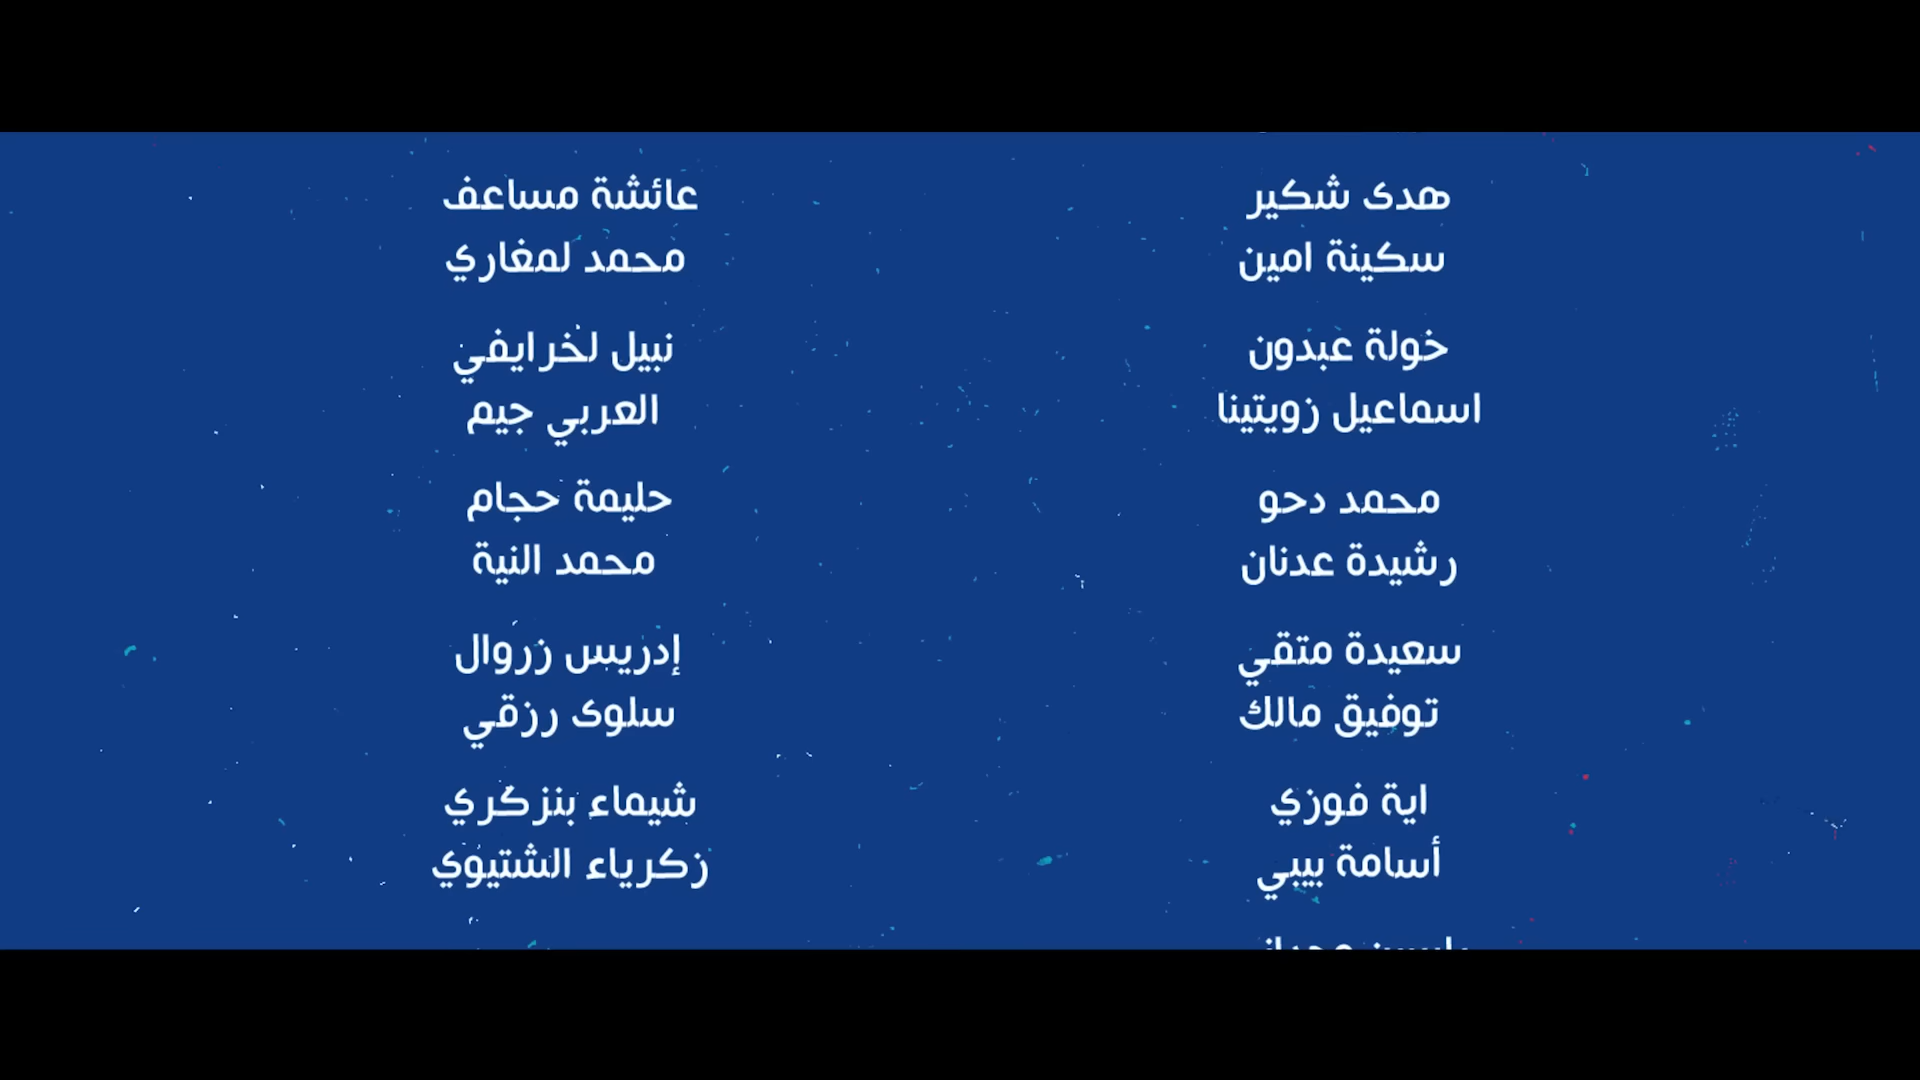 هدى شكير
عائشة مساعف
سكينة امين
محمد لمغاري
خولة عبدون
نبيل لخرايفي
اسماعيل زويتينا
العربي جيم
محمد دحو
حليمة حجام
رشيدة عدنان
محمد النية
سعيدة متقي
إدريس زروال
توفيق مالك
سلوى رزقي
اية فوزي
شيماء بنزكري
أسامة بيبي
زكرياء الشتيوي